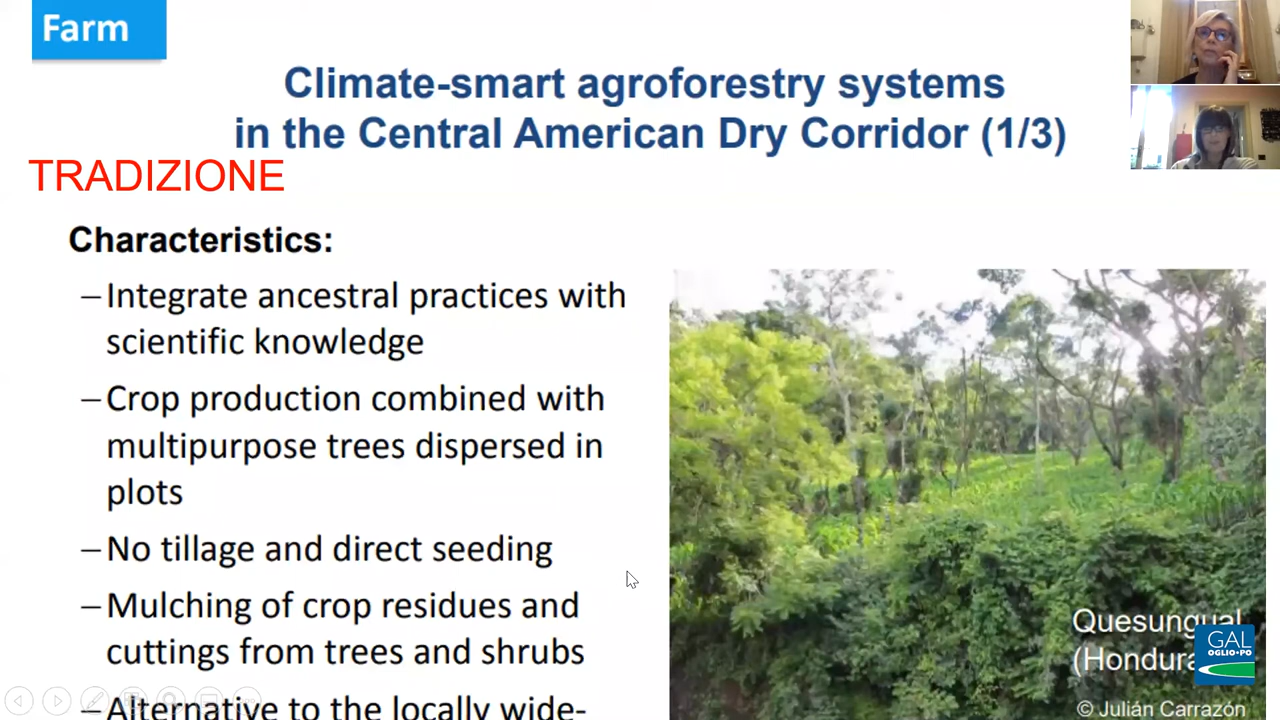 Farm
Climate-smart agroforestry systems
in the Central American Dry Corridor (1/3)
TRADIZIONE
Characteristics:
–Integrate ancestral practices with
scientific knowledge
–Crop production combined with
multipurpose trees dispersed in
plots
–No tillage and direct seeding
–Mulching of crop residues and
cuttings from trees and shrubs
–Alternative to the locally wide-
Quesungual
(Hondura
GAL
OGLIO•PO
© Julián Carrazón